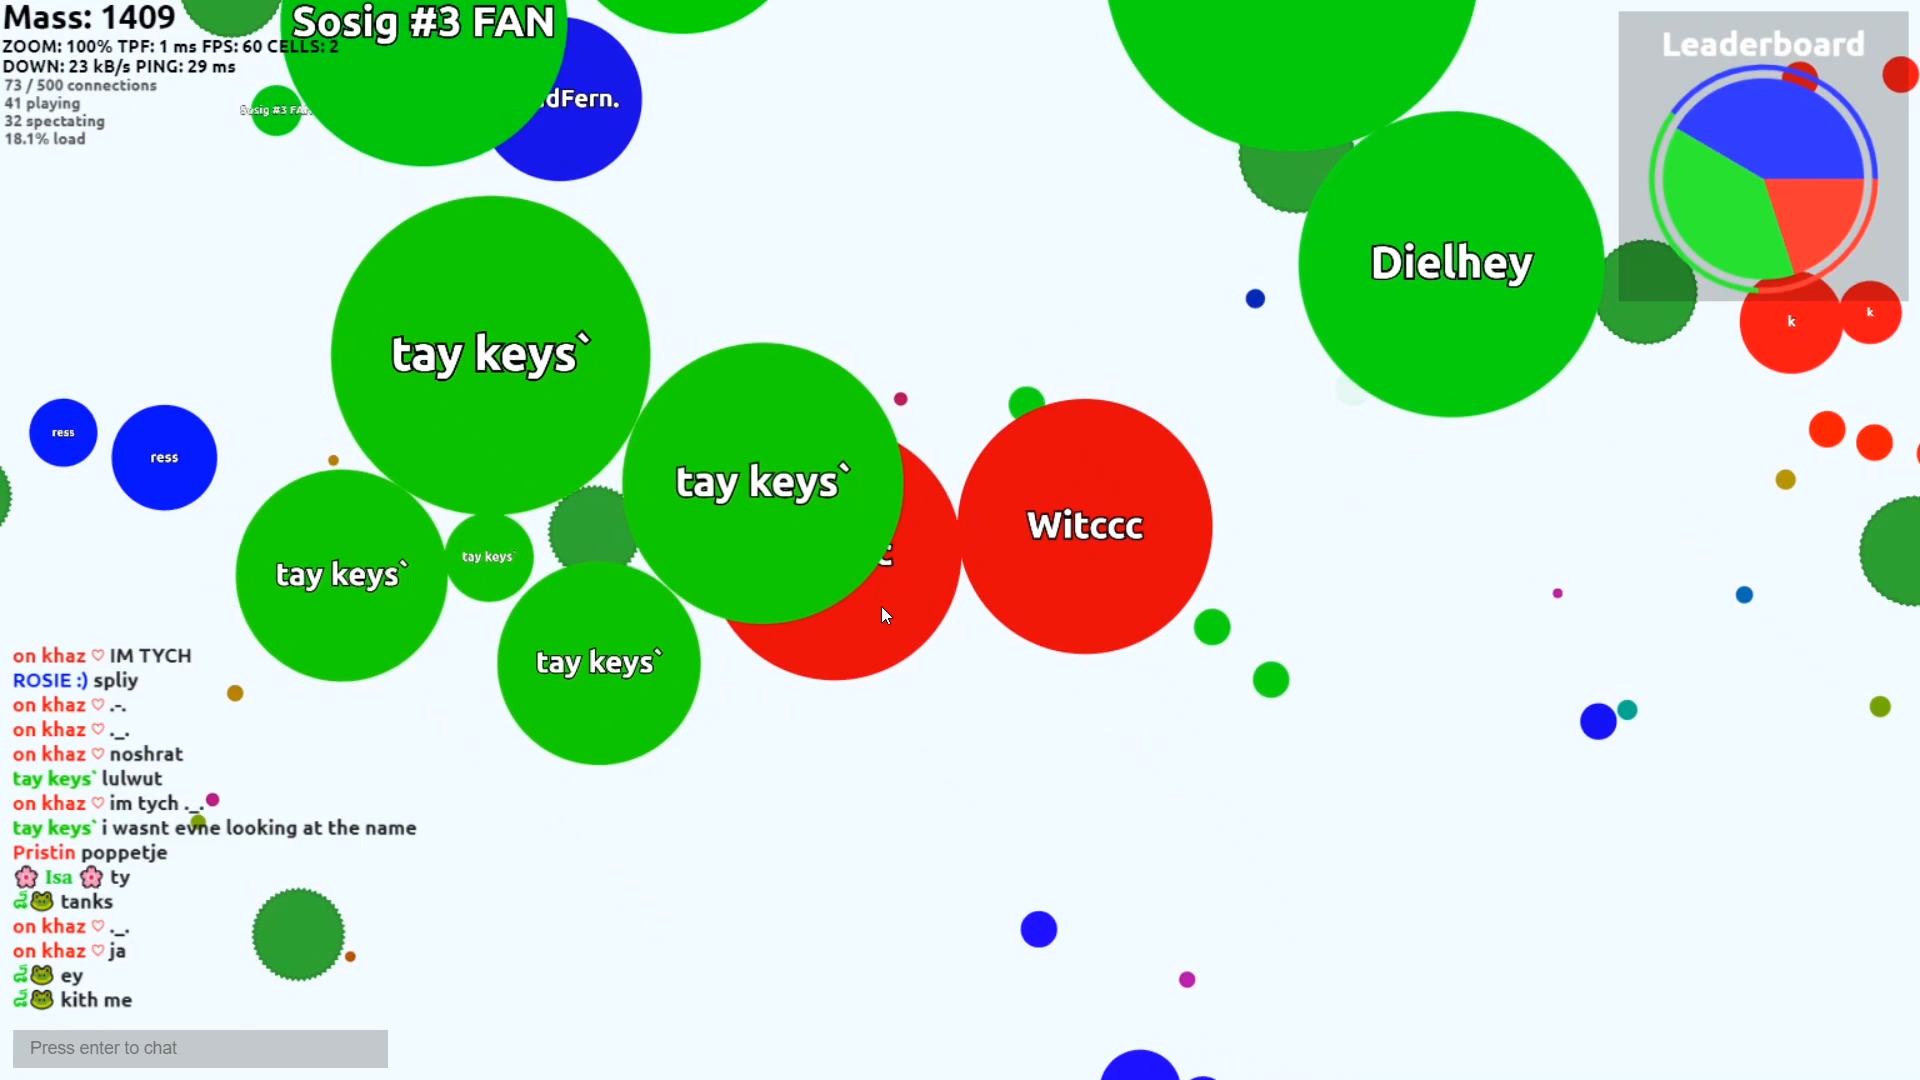 Mass: 1409
ZOOM: 100% TPF: 1 ms FPS: 60 CELLS: 2
DOWN: 23 kB/s PING: 29 ms
73 / 500 connections
41 playing
32 spectating
18.1% load
Sosig #3 FAN
Sosig #3 FAN
dFern.
Leaderboard
Dielhey
tay keys`
k
k
ress
ress
tay keys`
Witccc
tay keys`
tay keys`
tay keys`
on khaz ♡ IM TYCH
ROSIE :) spliy
on khaz ♡ .-.
on khaz ♡ ._.
on khaz ♡ noshrat
tay keys` lulwut
on khaz ♡ im tych ._.
tay keys` i wasnt evne looking at the name
Pristin poppetje
🌸 Isa 🌸 ty
🐸 tanks
on khaz ♡ ._.
on khaz ♡ ja
🐸 ey
🐸 kith me
Press enter to chat